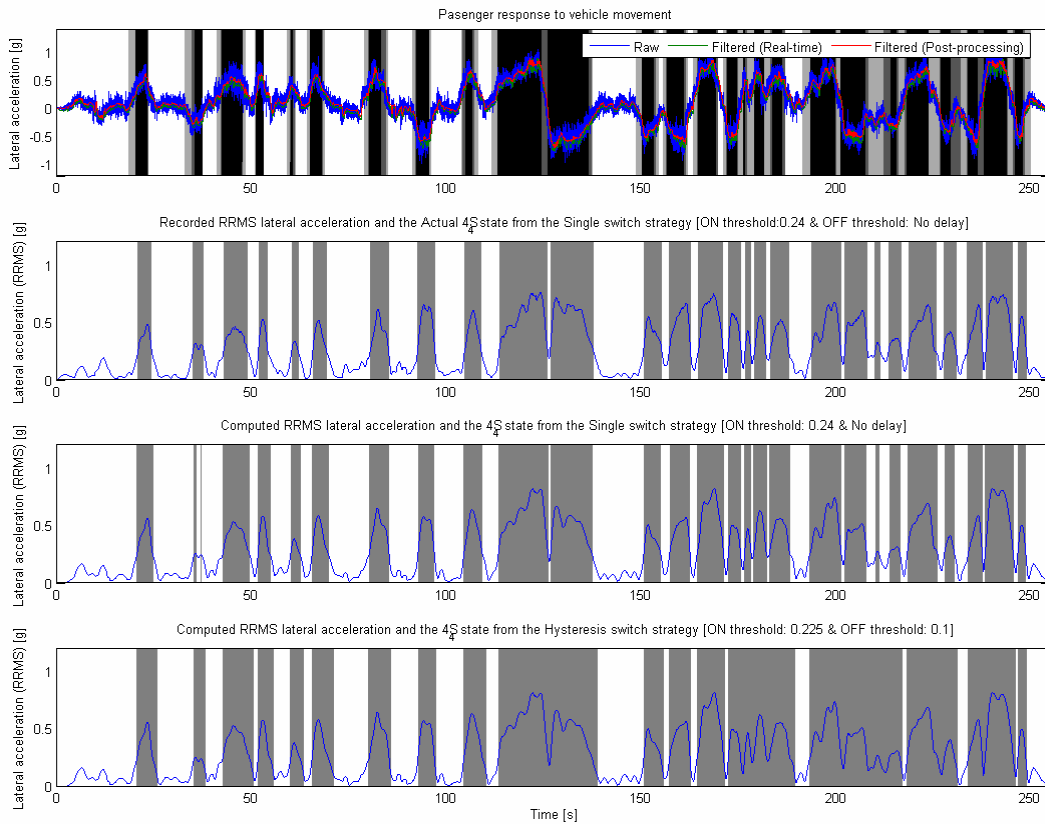 Pasenger response to vehicle movement
Raw Filtered (Real-time) Filtered (Post-processing)
Lateral acceleration [g]
1
0.5
0
-0.5
-1
0 50 100 150 200 250
Recorded RRMS lateral acceleration and the Actual 4S4 state from the Single switch strategy [ON threshold:0.24 & OFF threshold: No delay]
Lateral acceleration (RRMS) [g]
1
0.5
0
0 50 100 150 200 250
Computed RRMS lateral acceleration and the 4S4 state from the Single switch strategy [ON threshold: 0.24 & No delay]
Lateral acceleration (RRMS) [g]
1
0.5
0
0 50 100 150 200 250
Computed RRMS lateral acceleration and the 4S4 state from the Hysteresis switch strategy [ON threshold: 0.225 & OFF threshold: 0.1]
Lateral acceleration (RRMS) [g]
1
0.5
0
0 50 100 150 200 250
Time [s]